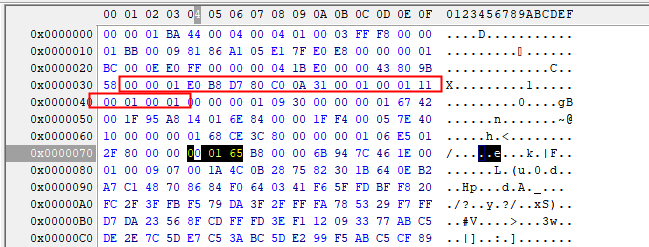 00 01 02 03 04 05 06 07 08 09 0A 0B 0C 0D 0E 0F 0123456789ABCDEF
0x0000000 00 00 01 BA 44 00 04 00 04 01 00 03 FF F8 00 00 ....D...........
0x0000010 01 BB 00 09 81 86 A1 05 E1 7F E0 E8 00 00 00 01
0x0000020 BC 00 0E E0 FF 00 00 00 04 1B E0 00 00 43 80 9B .............C..
0x0000030 58 00 00 01 E0 B8 D7 80 C0 0A 31 00 01 00 01 11 X.........1.....
0x0000040 00 01 00 01 00 00 00 01 09 30 00 00 00 01 67 42 .........0....gB
0x0000050 00 1F 95 A8 14 01 6E 84 00 00 1F F4 00 05 7E 40 ......n.......~@
0x0000060 10 00 00 00 01 68 CE 3C 80 00 00 00 01 06 E5 01 .....h.<........
0x0000070 2F 80 00 00 00 01 65 B8 00 00 6B 94 7C 46 1E 00 /.....e...k.|F..
0x0000080 01 00 09 07 00 1A 4C 0B 28 75 82 30 1B 64 0E B2 ......L.(u.0.d..
0x0000090 A7 C1 48 70 86 84 F0 64 03 41 F6 5F FD BF F8 20 ..Hp...d.A._...
0x00000A0 FC 2F 3F FB F5 79 DA 3F 2F FF FA 78 53 29 F7 FF ./?..y.?/..xS)..
0x00000B0 D7 DA 23 56 8F CD FF FD 3E F1 12 09 33 77 AB C5 ..#V....>...3w..
0x00000C0 DE 2E 7C 5D E7 C5 3A BC 5D E2 99 F5 AB C5 CF 89 ..|]..:.].......